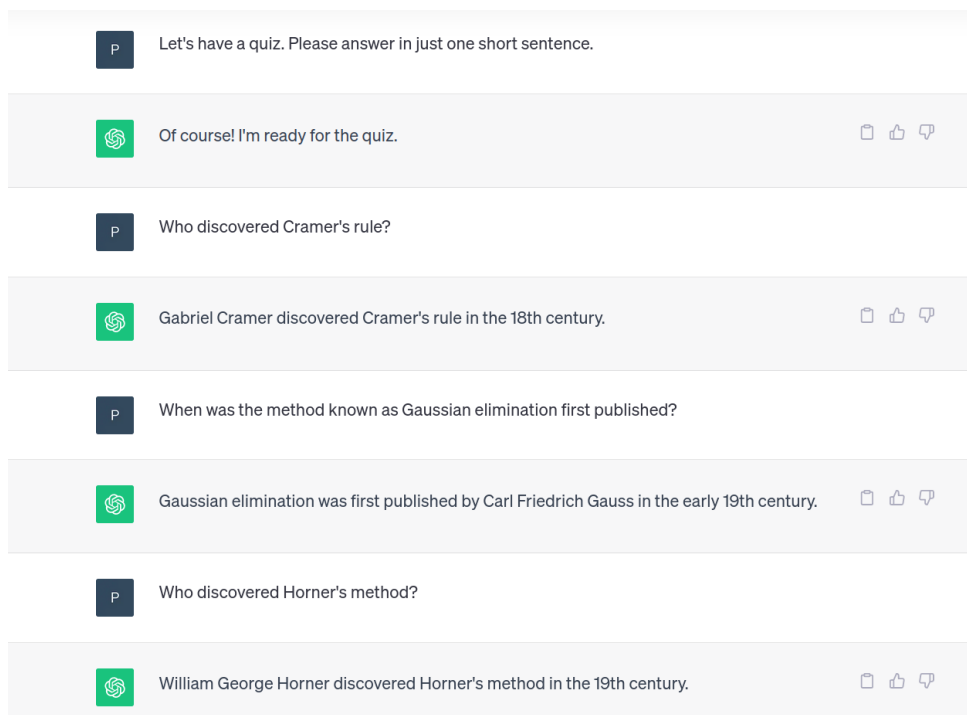 P
Let's have a quiz. Please answer in just one short sentence.
Of course! I'm ready for the quiz.
P
Who discovered Cramer's rule?
Gabriel Cramer discovered Cramer's rule in the 18th century.
P
When was the method known as Gaussian elimination first published?
Gaussian elimination was first published by Carl Friedrich Gauss in the early 19th century.
P
Who discovered Horner's method?
William George Horner discovered Horner's method in the 19th century.